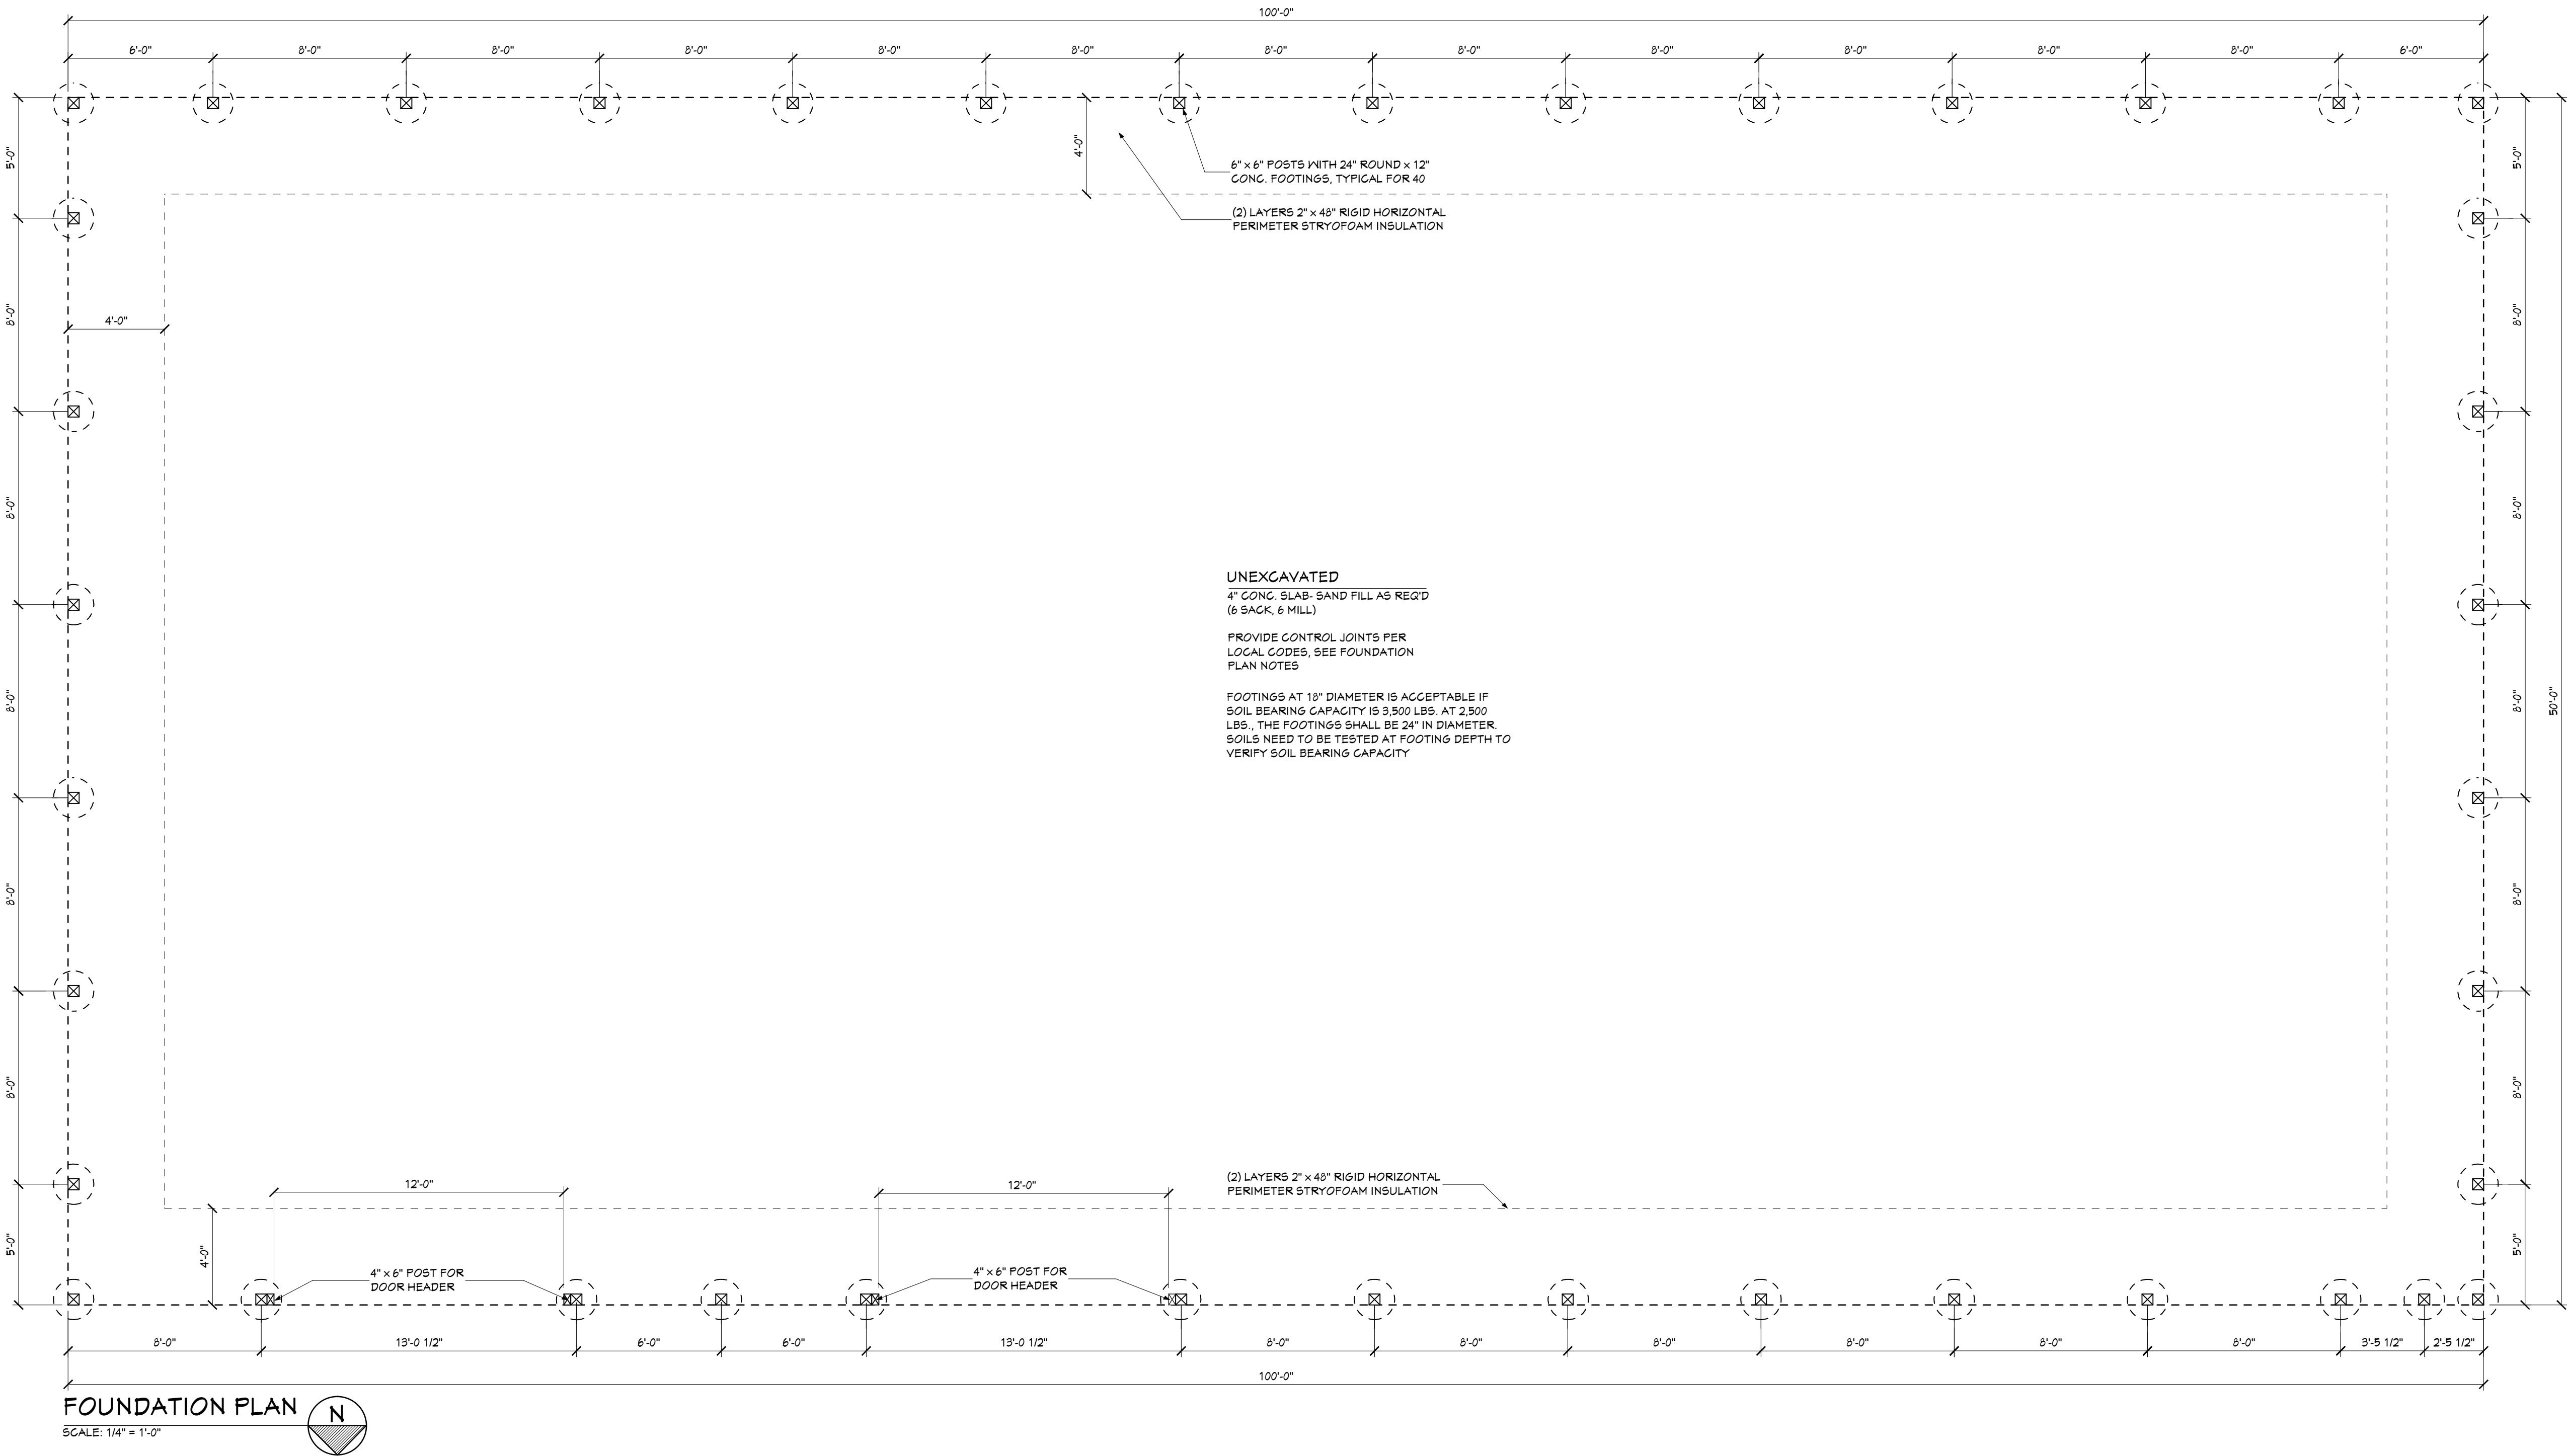 100'-0"
6'-0" 8'-0" 8'-0" 8'-0" 8'-0" 8'-0" 8'-0" 8'-0" 8'-0" 8'-0" 8'-0" 8'-0" 6'-0"
5'-0"
8'-0"
8'-0"
8'-0"
8'-0"
8'-0"
5'-0"
4'-0"
4'-0"
6" x 6" POSTS WITH 24" ROUND x 12"
CONC. FOOTINGS, TYPICAL FOR 40
(2) LAYERS 2" x 48" RIGID HORIZONTAL
PERIMETER STRYOFOAM INSULATION
5'-0"
8'-0"
8'-0"
8'-0"
8'-0"
8'-0"
5'-0"
50'-0"
UNEXCAVATED
4" CONC. SLAB- SAND FILL AS REQ'D
(6 SACK, 6 MILL)
PROVIDE CONTROL JOINTS PER
LOCAL CODES, SEE FOUNDATION
PLAN NOTES
FOOTINGS AT 18" DIAMETER IS ACCEPTABLE IF
SOIL BEARING CAPACITY IS 3,500 LBS. AT 2,500
LBS., THE FOOTINGS SHALL BE 24" IN DIAMETER.
SOILS NEED TO BE TESTED AT FOOTING DEPTH TO
VERIFY SOIL BEARING CAPACITY
12'-0"
12'-0"
(2) LAYERS 2" x 48" RIGID HORIZONTAL
PERIMETER STRYOFOAM INSULATION
4'-0"
4" x 6" POST FOR
DOOR HEADER
4" x 6" POST FOR
DOOR HEADER
8'-0" 13'-0 1/2" 6'-0" 6'-0" 13'-0 1/2" 8'-0" 8'-0" 8'-0" 8'-0" 8'-0" 8'-0" 3'-5 1/2" 2'-5 1/2"
100'-0"
FOUNDATION PLAN
N
SCALE: 1/4" = 1'-0"